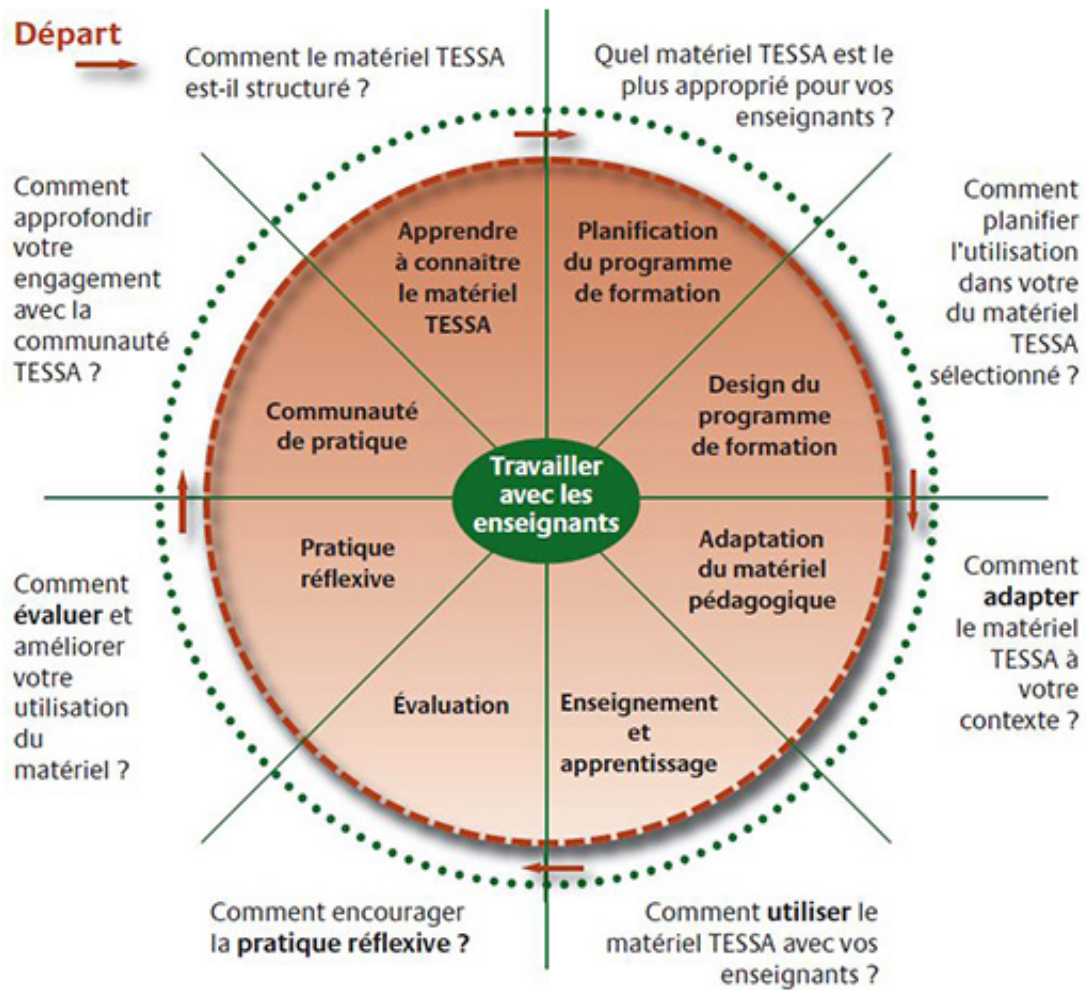 Départ
Comment le matériel TESSA
est-il structuré ?
Quel matériel TESSA est le
plus approprié pour vos
enseignants ?
Comment
planifier
l'utilisation
dans votre
du matériel
TESSA
sélectionné ?
Comment
adapter
le matériel
TESSA à
votre
contexte ?
Comment utiliser le
matériel TESSA avec vos
enseignants ?
Comment encourager
la pratique réflexive ?
Comment
évaluer et
améliorer
votre
utilisation
du
matériel ?
Comment
approfondir
votre
engagement
avec la
communauté
TESSA ?
Apprendre
à connaître
le matériel
TESSA
Planification
du programme
de formation
Design du
programme
de formation
Adaptation
du matériel
pédagogique
Enseignement
et
apprentissage
Évaluation
Pratique
réflexive
Communauté
de pratique
Travailler
avec les
enseignants